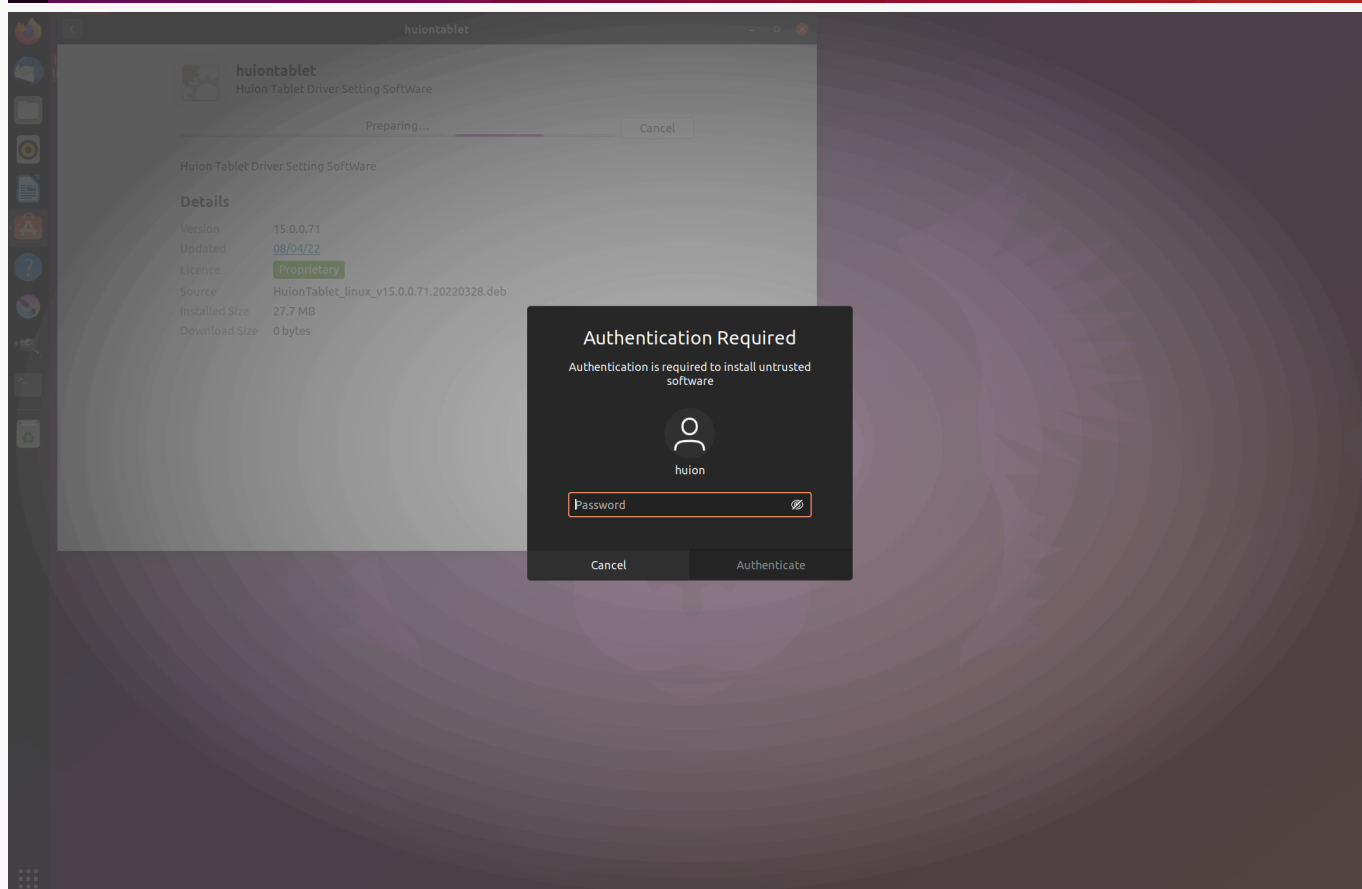 huiontablet
huiontablet
Huion Tablet Driver Setting SoftWare
Preparing...
Cancel
Huion Tablet Driver Setting SoftWare
Details
Version 15.0.0.71
Updated 08/04/22
Licence Proprietary
Source HuionTablet_linux_v15.0.0.71.20220328.deb
Installed Size 27.7 MB
Download Size 0 bytes
Authentication Required
Authentication is required to install untrusted
software
huion
Password
Cancel Authenticate